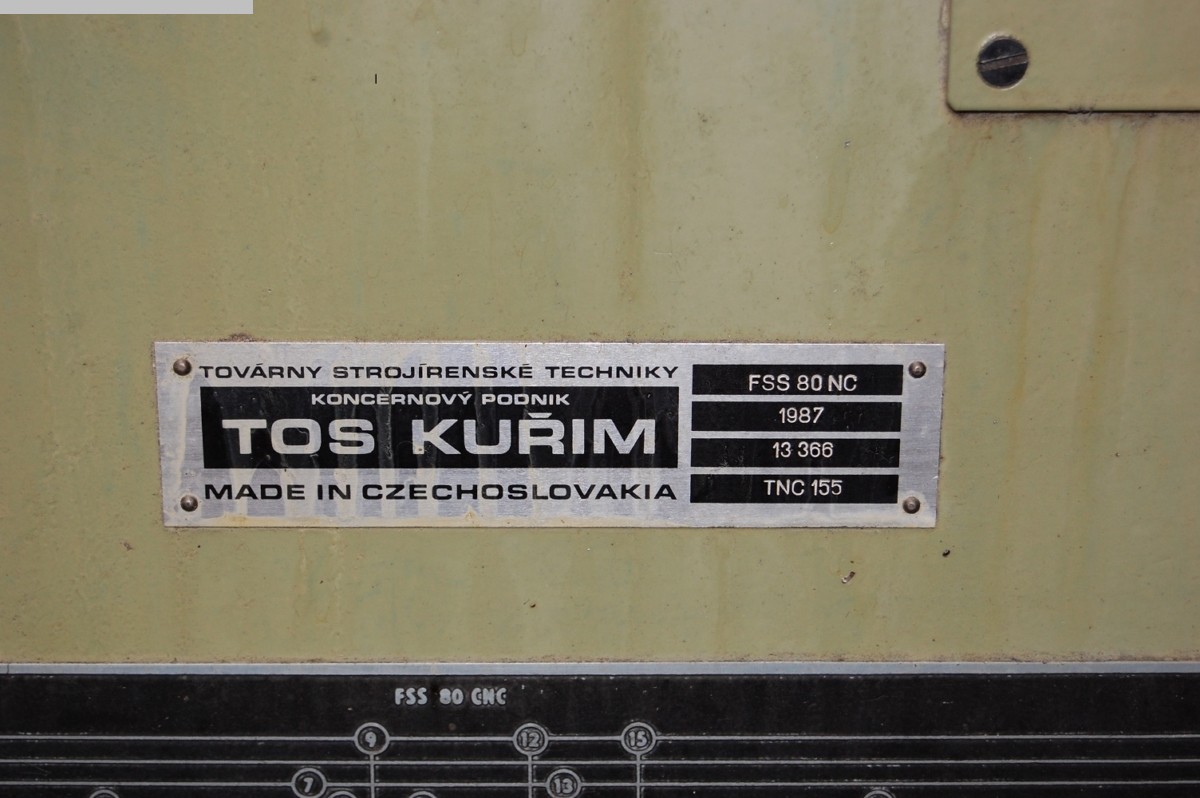 TOVÁRNY STROJÍRENSKÉ TECHNIKY
KONCERNOVÝ PODNIK
TOS KUŘIM
MADE IN CZECHOSLOVAKIA
FSS 80 NC
1987
13 366
TNC 155
FSS 80 CNC
9 12 15
7 13